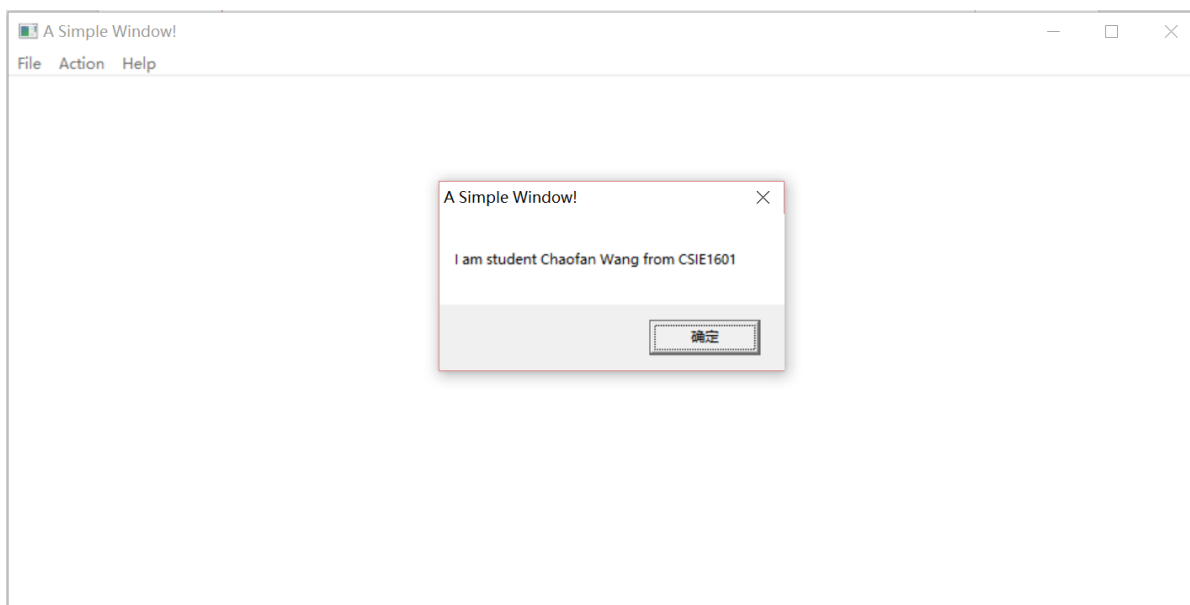 A Simple Window!
File Action Help
A Simple Window!
I am student Chaofan Wang from CSIE1601
确定